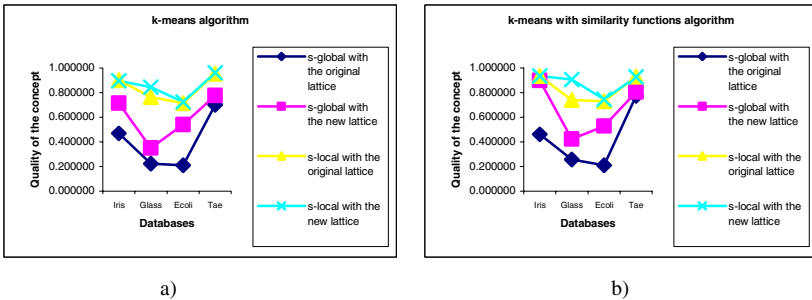 k-means algorithm
Quality of the concept
1.000000
0.800000
0.600000
0.400000
0.200000
0.000000
Iris Glass Ecoli Tae
Databases
s-global with
the original
lattice
s-global with
the new lattice
s-local with the
original lattice
s-local with the
new lattice
a)
k-means with similarity functions algorithm
Quality of the concept
1.000000
0.800000
0.600000
0.400000
0.200000
0.000000
Iris Glass Ecoli Tae
Databases
s-global with
the original
lattice
s-global with
the new lattice
s-local with the
original lattice
s-local with the
new lattice
b)